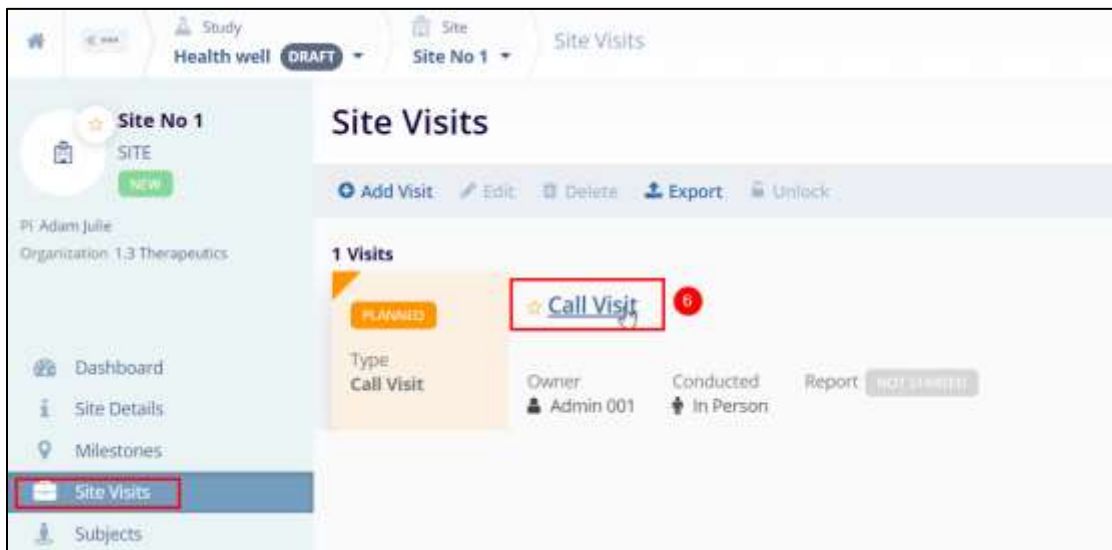 Study
Health well DRAFT
Site
Site No 1
Site Visits
Site No 1
SITE
NEW
PI Adam Julie
Organization 1.3 Therapeutics
Dashboard
Site Details
Milestones
Site Visits
Subjects
Site Visits
Add Visit Edit Delete Export Unlock
1 Visits
PLANNED
Type
Call Visit
Call Visit 6
Owner Conducted Report NOT STARTED
Admin 001 In Person